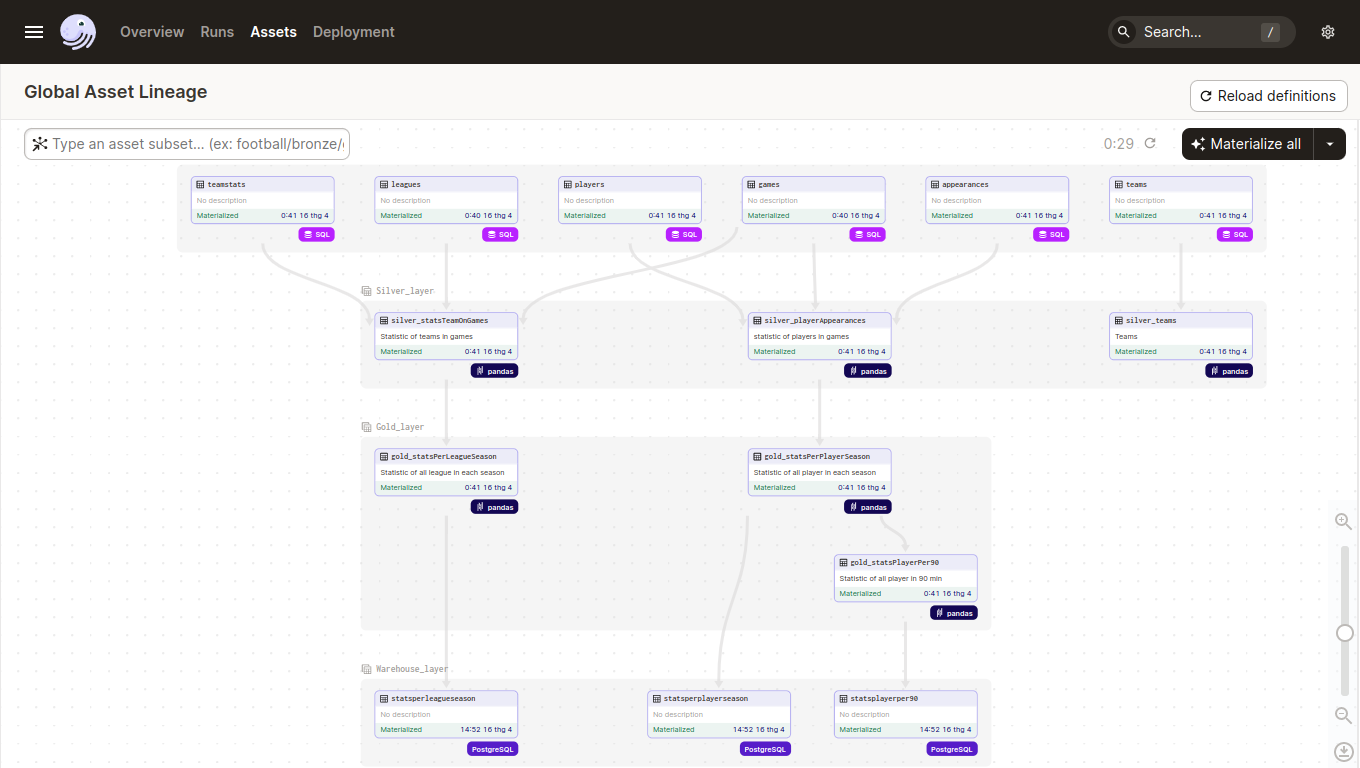 Overview Runs Assets Deployment Search... /
Global Asset Lineage
Reload definitions
Type an asset subset... (ex: football/bronze/
0:29
Materialize all
teamstats leagues players games appearances teams
No description No description No description No description No description No description
Materialized 0:41 16 thg 4 Materialized 0:40 16 thg 4 Materialized 0:41 16 thg 4 Materialized 0:40 16 thg 4 Materialized 0:41 16 thg 4 Materialized 0:41 16 thg 4
SQL SQL SQL SQL SQL SQL
Silver_layer
silver_statsTeamOnGames silver_playerAppearances silver_teams
Statistic of teams in games statistic of players in games Teams
Materialized 0:41 16 thg 4 Materialized 0:41 16 thg 4 Materialized 0:41 16 thg 4
pandas pandas pandas
Gold_layer
gold_statsPerLeagueSeason gold_statsPerPlayerSeason
Statistic of all league in each season Statistic of all player in each season
Materialized 0:41 16 thg 4 Materialized 0:41 16 thg 4
pandas pandas
gold_statsPlayerPer90
Statistic of all player in 90 min
Materialized 0:41 16 thg 4
pandas
Warehouse_layer
statsperleagueseason statsperplayerseason statsplayerper90
No description No description No description
Materialized 14:52 16 thg 4 Materialized 14:52 16 thg 4 Materialized 14:52 16 thg 4
PostgreSQL PostgreSQL PostgreSQL